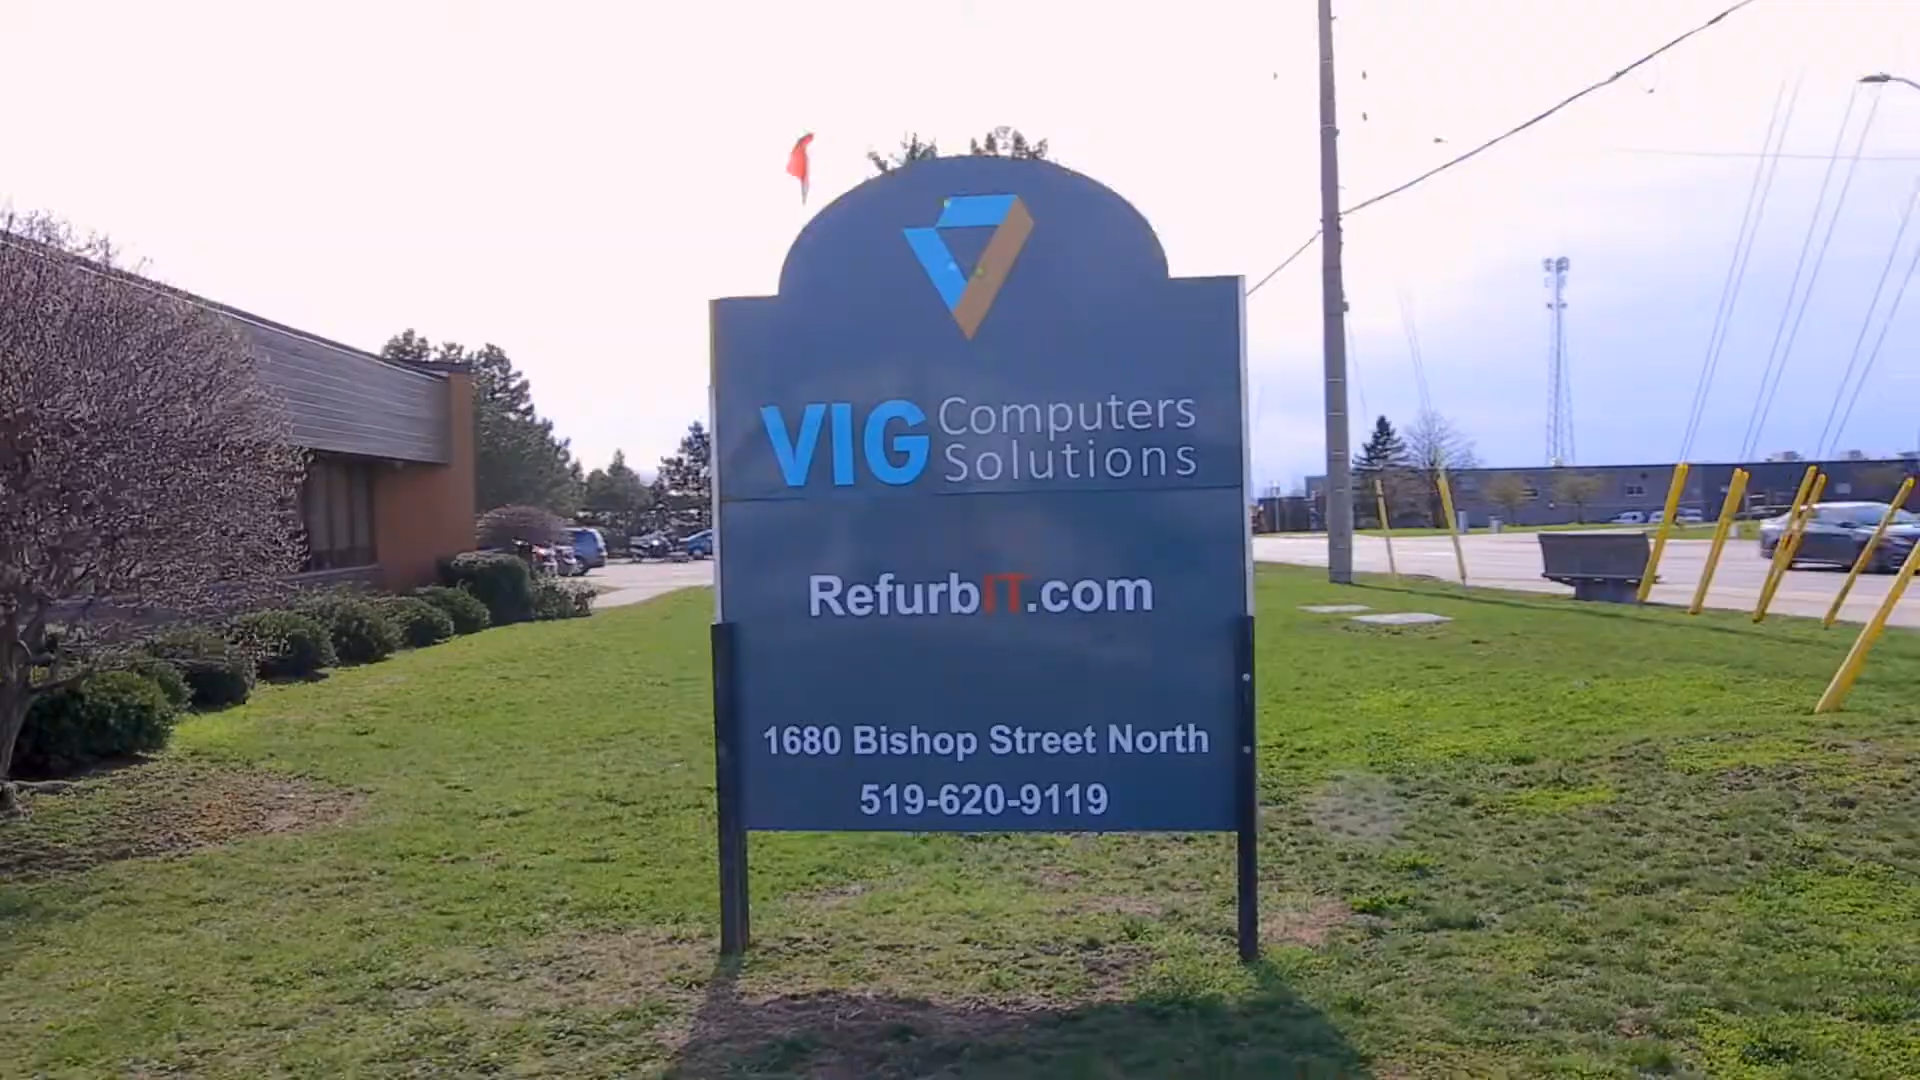 VIG Computers
Solutions
RefurbIT.com
1680 Bishop Street North
519-620-9119